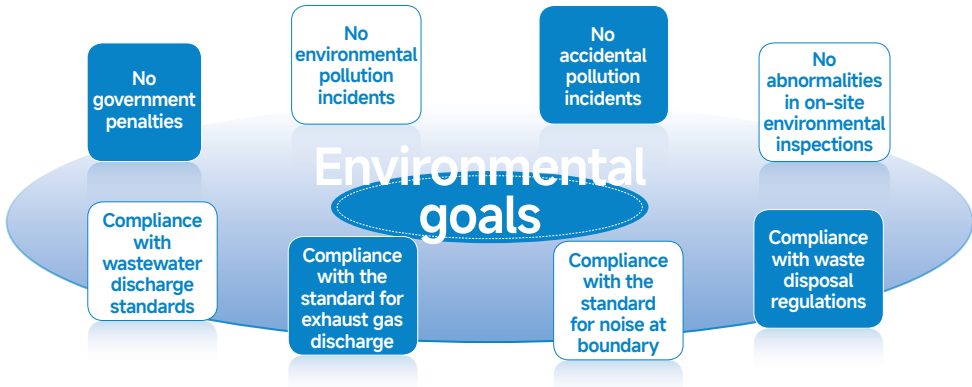 No
government
penalties
No
environmental
pollution
incidents
No
accidental
pollution
incidents
No
abnormalities
in on-site
environmental
inspections
Environmental
goals
Compliance
with
wastewater
discharge
standards
Compliance
with the
standard for
exhaust gas
discharge
Compliance
with the
standard
for noise at
boundary
Compliance
with waste
disposal
regulations